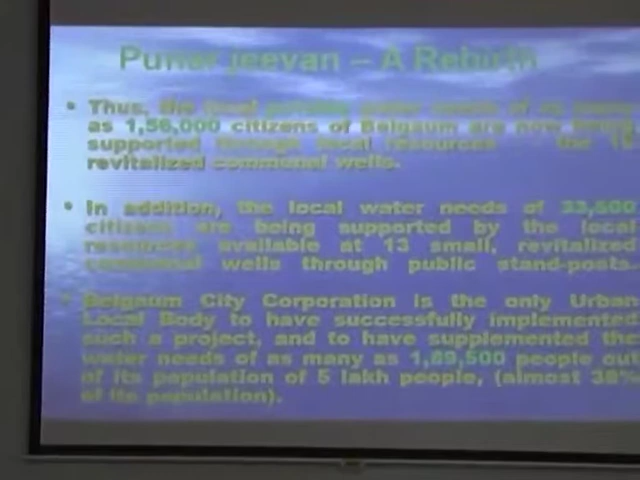 Punar jeevan – A Rebirth
• Thus, the local potable water needs of as many
as 1,56,000 citizens of Belgaum are now being
supported through local resources the 16
revitalized communal wells.
• In addition, the local water needs of 33,500
citizens are being supported by the local
resources available at 13 small, revitalized
communal wells through public stand-posts.
• Belgaum City Corporation is the only Urban
Local Body to have successfully implemented
such a project, and to have supplemented the
water needs of as many as 1,89,500 people out
of its population of 5 lakh people, (almost 38%
of its population).